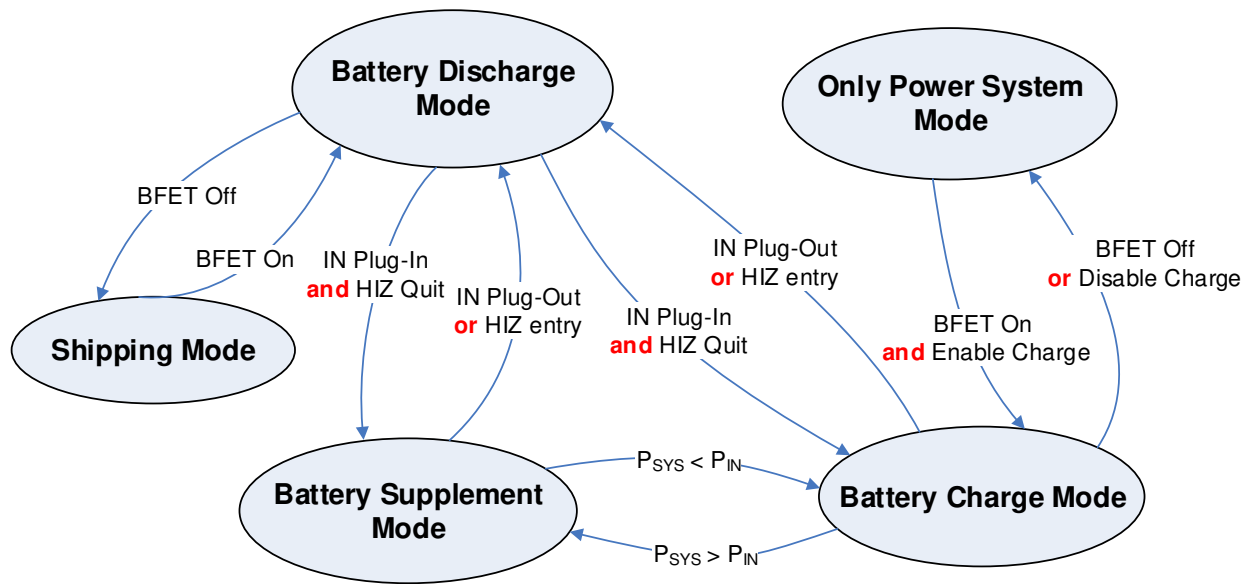 Battery Discharge
Mode
Only Power System
Mode
BFET Off
BFET On
IN Plug-In
and HIZ Quit
IN Plug-Out
or HIZ entry
IN Plug-In
and HIZ Quit
IN Plug-Out
or HIZ entry
BFET On
and Enable Charge
BFET Off
or Disable Charge
Shipping Mode
Battery Supplement
Mode
PSYS < PIN
PSYS > PIN
Battery Charge Mode